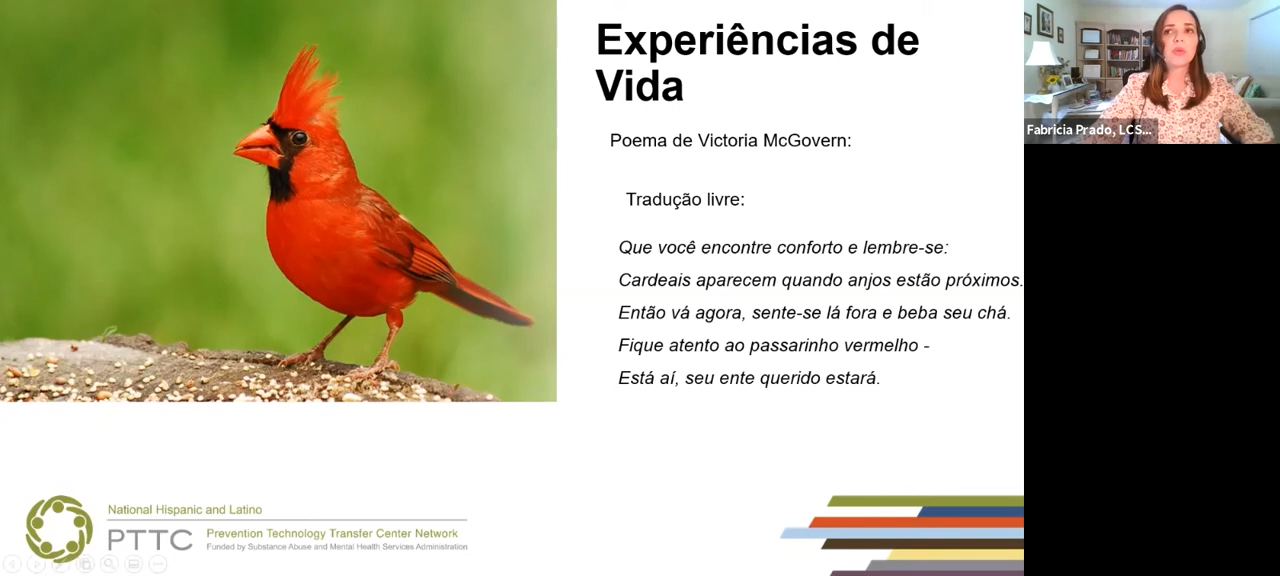 Experiências de
Vida
Poema de Victoria McGovern:
Tradução livre:
Que você encontre conforto e lembre-se:
Cardeais aparecem quando anjos estão próximos.
Então vá agora, sente-se lá fora e beba seu chá.
Fique atento ao passarinho vermelho -
Está aí, seu ente querido estará.
Fabricia Prado, LCS...
National Hispanic and Latino
PTTC
Prevention Technology Transfer Center Network
Funded by Substance Abuse and Mental Health Services Administration